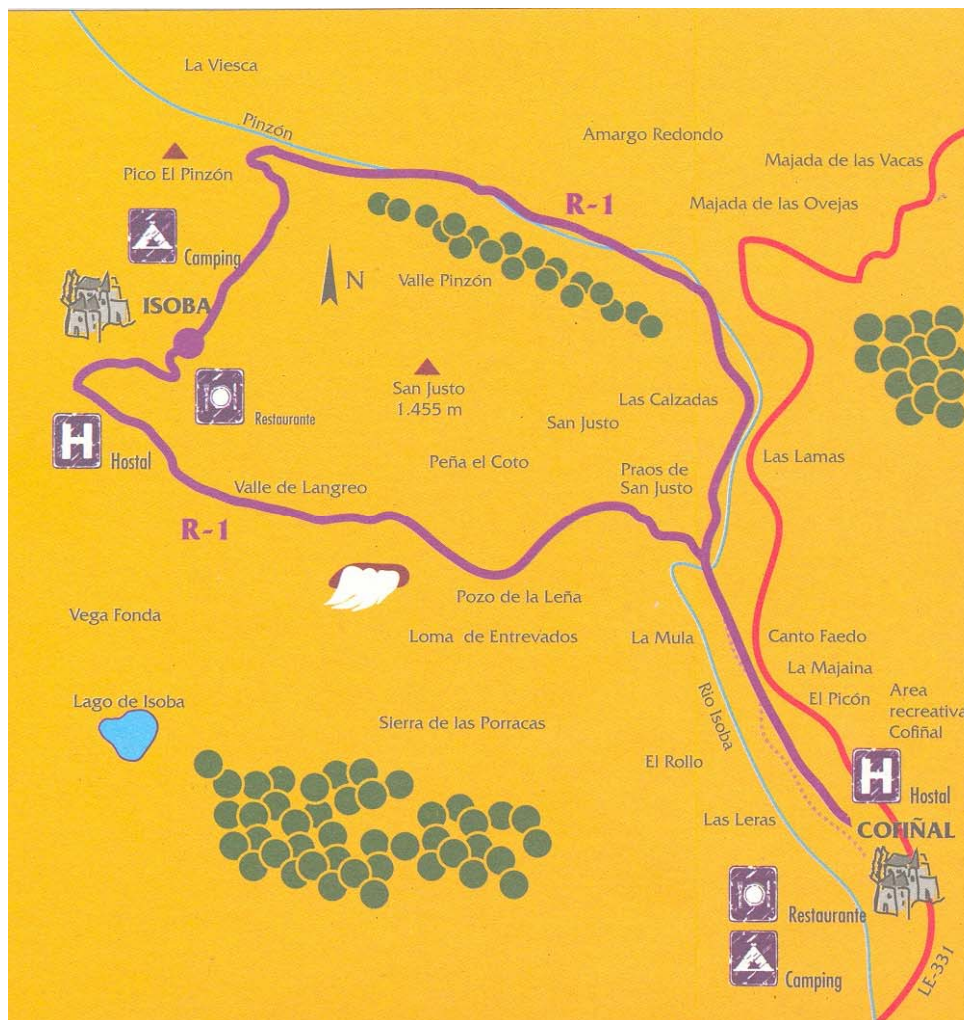 La Viesca
Pinzón
Amargo Redondo
Majada de las Vacas
Pico El Pinzón
R-1
Majada de las Ovejas
Camping
N
Valle Pinzón
ISOBA
San Justo
1.455 m
Las Calzadas
Restaurante
San Justo
Hostal
Peña el Coto
Las Lamas
Praos de
San Justo
Valle de Langreo
R-1
Pozo de la Leña
Vega Fonda
Loma de Entrevados
La Mula
Canto Faedo
La Majaina
El Picón
Area
recreativa
Cofiñal
Lago de Isoba
Río Isoba
Sierra de las Porracas
El Rollo
H
H
Hostal
Las Leras
COFIÑAL
Restaurante
Camping
LE-331